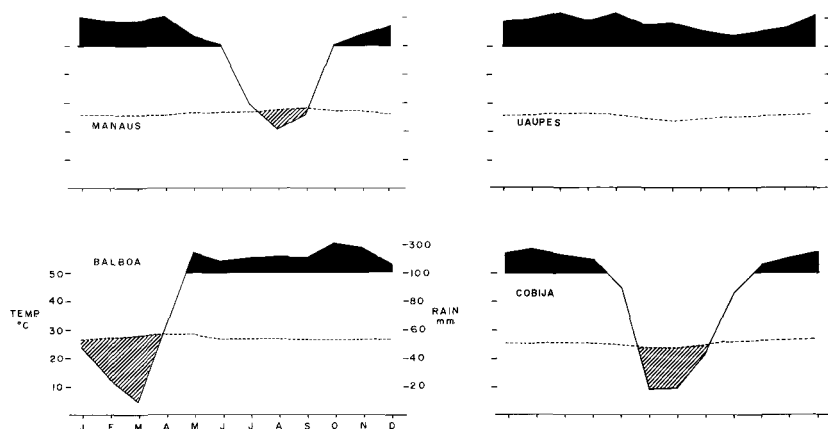 MANAUS
UAUPES
BALBOA
TEMP
°C
50
40
30
20
10
300
100
80
RAIN
mm
60
40
20
J F M A M J J A S O N D
COBIJA